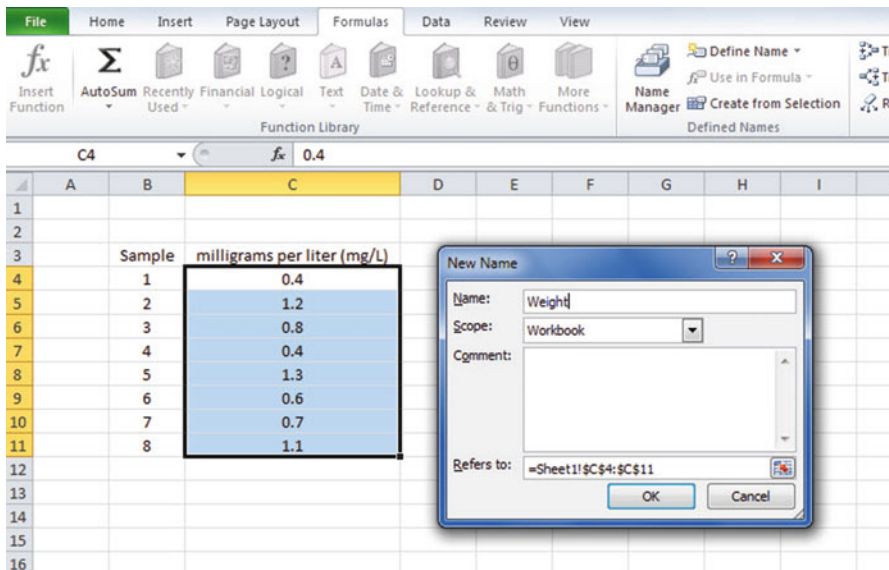 File Home Insert Page Layout Formulas Data Review View
fx Insert Function
Σ AutoSum
Recently Used
Financial
? Logical
A Text
Date & Time
Lookup & Reference
θ Math & Trig
More Functions
Function Library
Name Manager
Define Name
fx Use in Formula
Create from Selection
Defined Names
C4 fx 0.4
A B C D E F G H I
1
2
3 Sample milligrams per liter (mg/L)
4 1 0.4
5 2 1.2
6 3 0.8
7 4 0.4
8 5 1.3
9 6 0.6
10 7 0.7
11 8 1.1
12
13
14
15
16
New Name
? X
Name: Weight
Scope: Workbook
Comment:
Refers to: =Sheet1!$C$4:$C$11
OK Cancel